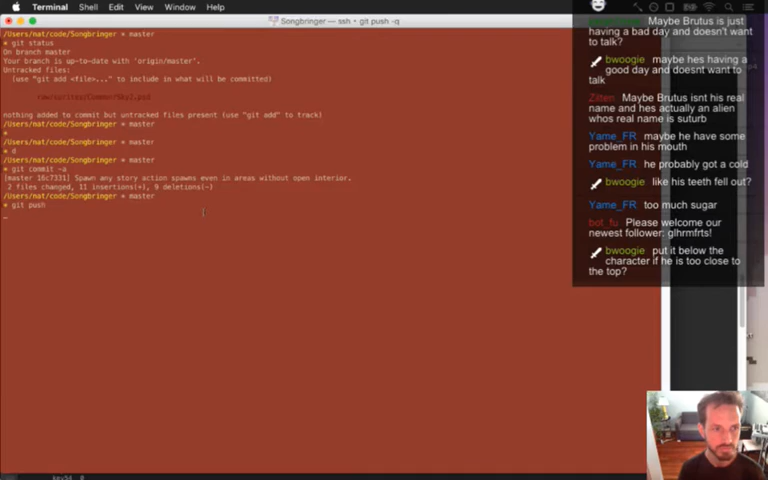 Terminal Shell Edit View Window Help
Songbringer — ssh • git push -q
/Users/nat/code/Songbringer • master
• git status
On branch master
Your branch is up-to-date with 'origin/master'.
Untracked files:
(use "git add <file>..." to include in what will be committed)
nothing added to commit but untracked files present (use "git add" to track)
/Users/nat/code/Songbringer • master
•
/Users/nat/code/Songbringer • master
• d
/Users/nat/code/Songbringer • master
• git commit -a
[master 16c7331] Spawn any story action spawns even in areas without open interior.
2 files changed, 11 insertions(+), 9 deletions(-)
/Users/nat/code/Songbringer • master
• git push
Maybe Brutus is just
having a bad day and doesn't want
to talk?
bwoogie maybe hes having a
good day and doesnt want to
talk
Zilten Maybe Brutus isnt his real
name and hes actually an alien
whos real name is suturb
Yame_FR maybe he have some
problem in his mouth
Yame_FR he probably got a cold
bwoogie like his teeth fell out?
Yame_FR too much sugar
bot_fu Please welcome our
newest follower: glhrmfrts!
bwoogie put it below the
character if he is too close to
the top?